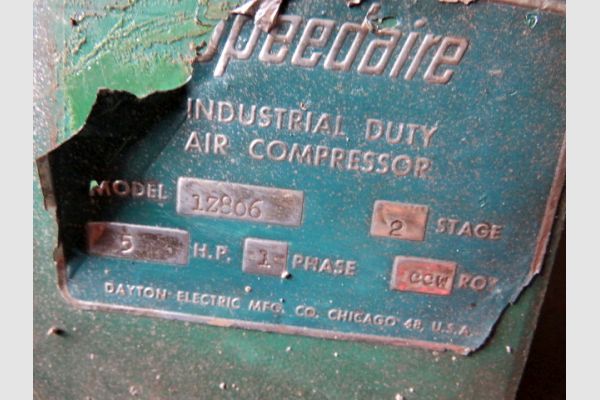 Speedaire
INDUSTRIAL DUTY
AIR COMPRESSOR
MODEL 1Z806 2 STAGE
5 H.P. -1- PHASE CCW ROT
DAYTON ELECTRIC MFG. CO. CHICAGO 48, U.S.A.